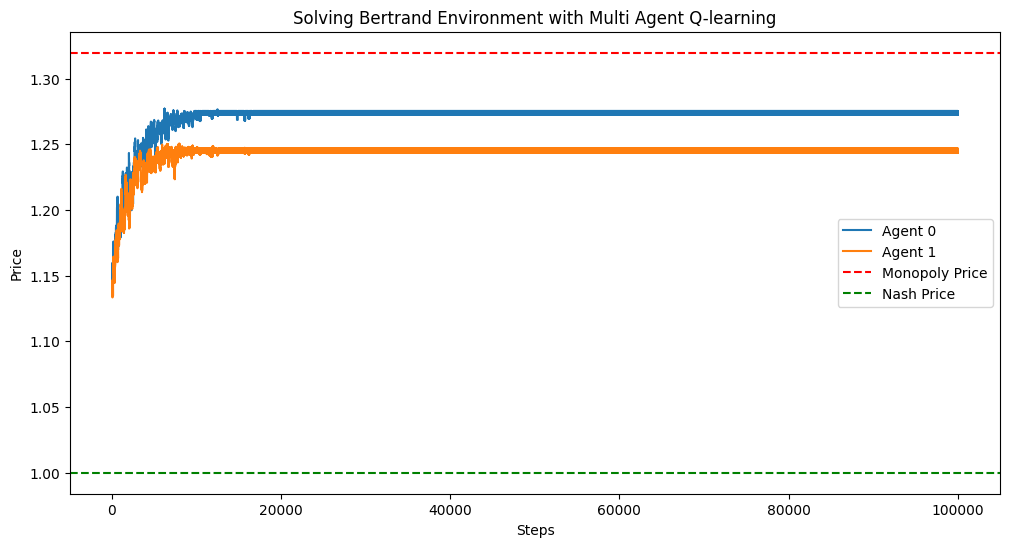 Solving Bertrand Environment with Multi Agent Q-learning
Price
1.30
1.25
1.20
1.15
1.10
1.05
1.00
Agent 0
Agent 1
Monopoly Price
Nash Price
0
20000
40000
60000
80000
100000
Steps